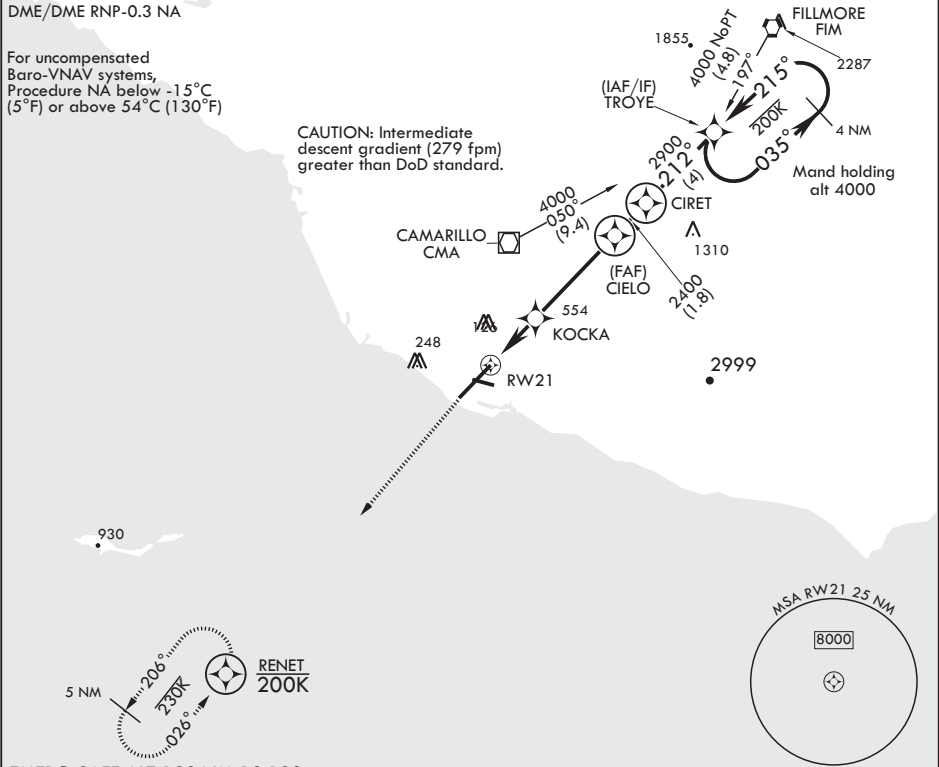 DME/DME RNP-0.3 NA
For uncompensated
Baro-VNAV systems,
Procedure NA below -15°C
(5°F) or above 54°C (130°F)
CAUTION: Intermediate
descent gradient (279 fpm)
greater than DoD standard.
1855
4000 NoPT
(4.8)
197°
FILLMORE
FIM
2287
(IAF/IF)
TROYE
215°
200K
035°
4 NM
Mand holding
alt 4000
2900
212°
(4)
CIRET
4000
050°
(9.4)
CAMARILLO
CMA
1310
(FAF)
CIELO
2400
(1.8)
554
KOCKA
126
248
RW21
2999
930
MSA RW21 25 NM
8000
206°
230K
026°
5 NM
RENET
200K